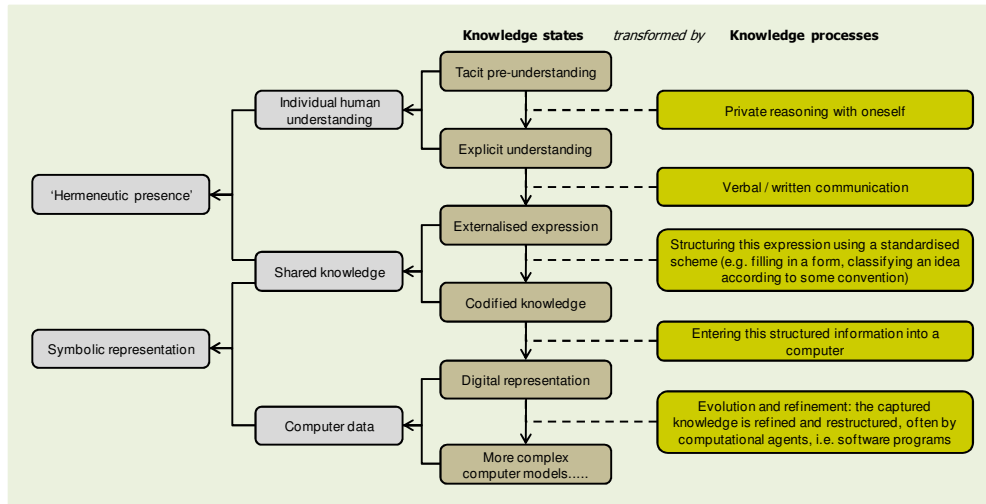 Knowledge states transformed by Knowledge processes
Tacit pre-understanding
Individual human
understanding
Private reasoning with oneself
Explicit understanding
Verbal / written communication
‘Hermeneutic presence’
Externalised expression
Structuring this expression using a standardised
scheme (e.g. filling in a form, classifying an idea
according to some convention)
Shared knowledge
Codified knowledge
Entering this structured information into a
computer
Symbolic representation
Digital representation
Evolution and refinement: the captured
knowledge is refined and restructured, often by
computational agents, i.e. software programs
Computer data
More complex
computer models.....